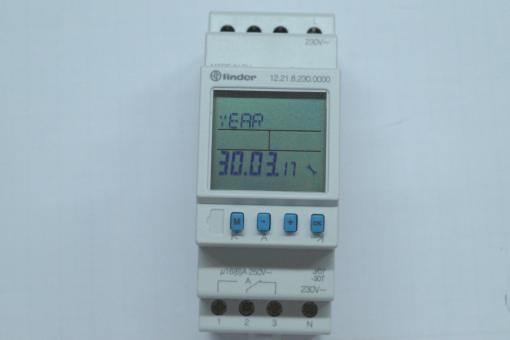 L
230V~
finder 12.21.8.230.0000
YEAR
30.03.17
M - + OK
µ16(6)A 250V~
A
230V~
1 2 3 N